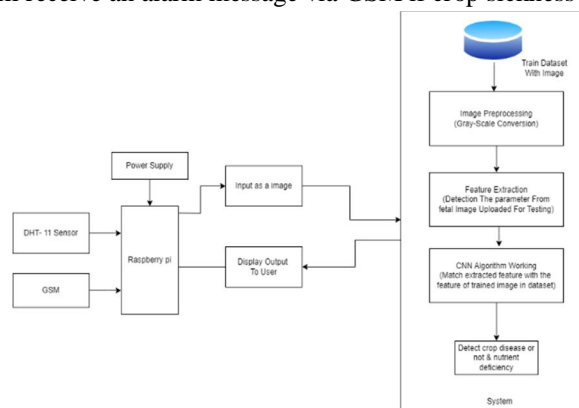 receive an alarm message via GSM if crop sickness
Train Dataset
With Image
Image Preprocessing
(Gray-Scale Conversion)
Feature Extraction
(Detection The parameter From
fetal Image Uploaded For Testing)
CNN Algorithm Working
(Match extracted feature with the
feature of trained image in dataset)
Detect crop disease or
not & nutrient
deficiency
System
Power Supply
DHT- 11 Sensor
GSM
Raspberry pi
Input as a image
Display Output
To User